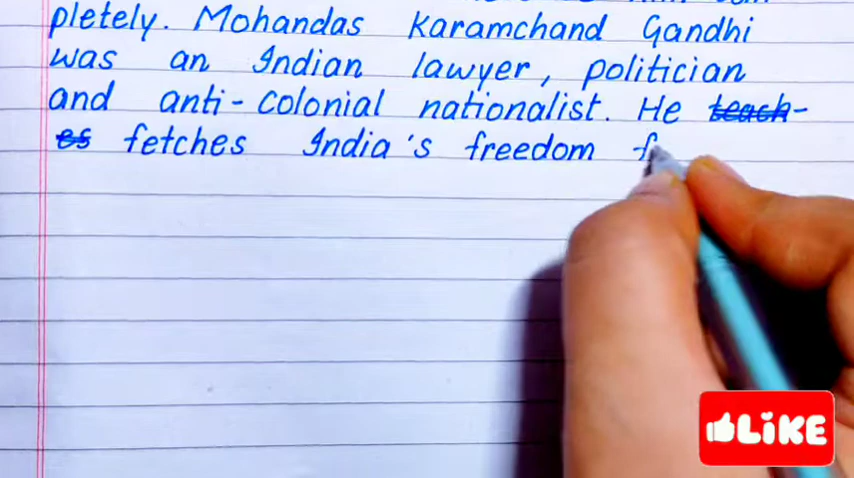 pletely. Mohandas Karamchand Gandhi
was an Indian lawyer, politician
and anti-colonial nationalist. He teach-
es fetches India's freedom f
LIKE